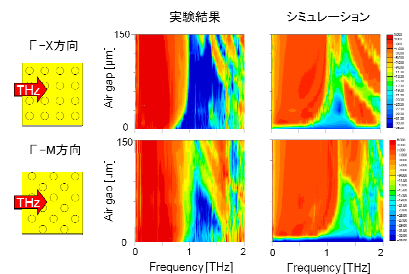 実験結果
シミュレーション
Γ-X方向
THz
Air gap [μm]
150
0
Γ-M方向
THz
Air gap [μm]
150
0
0
1
2
0
1
2
Frequency [THz]
Frequency [THz]